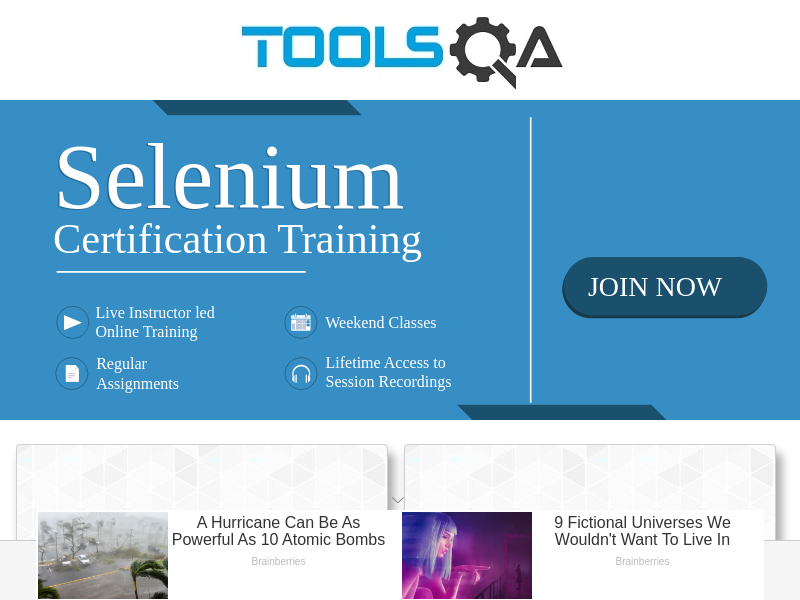 TOOLSQA
Selenium
Certification Training
JOIN NOW
Live Instructor led
Online Training
Weekend Classes
Regular
Assignments
Lifetime Access to
Session Recordings
A Hurricane Can Be As
Powerful As 10 Atomic Bombs
Brainberries
9 Fictional Universes We
Wouldn't Want To Live In
Brainberries